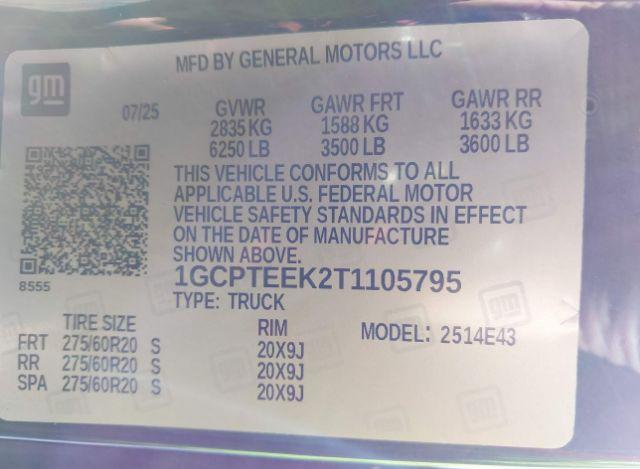 MFD BY GENERAL MOTORS LLC
gm
07/25 GVWR GAWR FRT GAWR RR
2835 KG 1588 KG 1633 KG
6250 LB 3500 LB 3600 LB
THIS VEHICLE CONFORMS TO ALL
APPLICABLE U.S. FEDERAL MOTOR
VEHICLE SAFETY STANDARDS IN EFFECT
ON THE DATE OF MANUFACTURE
SHOWN ABOVE.
8555
1GCPTEEK2T1105795
TYPE: TRUCK
gm
TIRE SIZE RIM MODEL: 2514E43
FRT 275/60R20 S 20X9J
RR 275/60R20 S 20X9J
SPA 275/60R20 S 20X9J